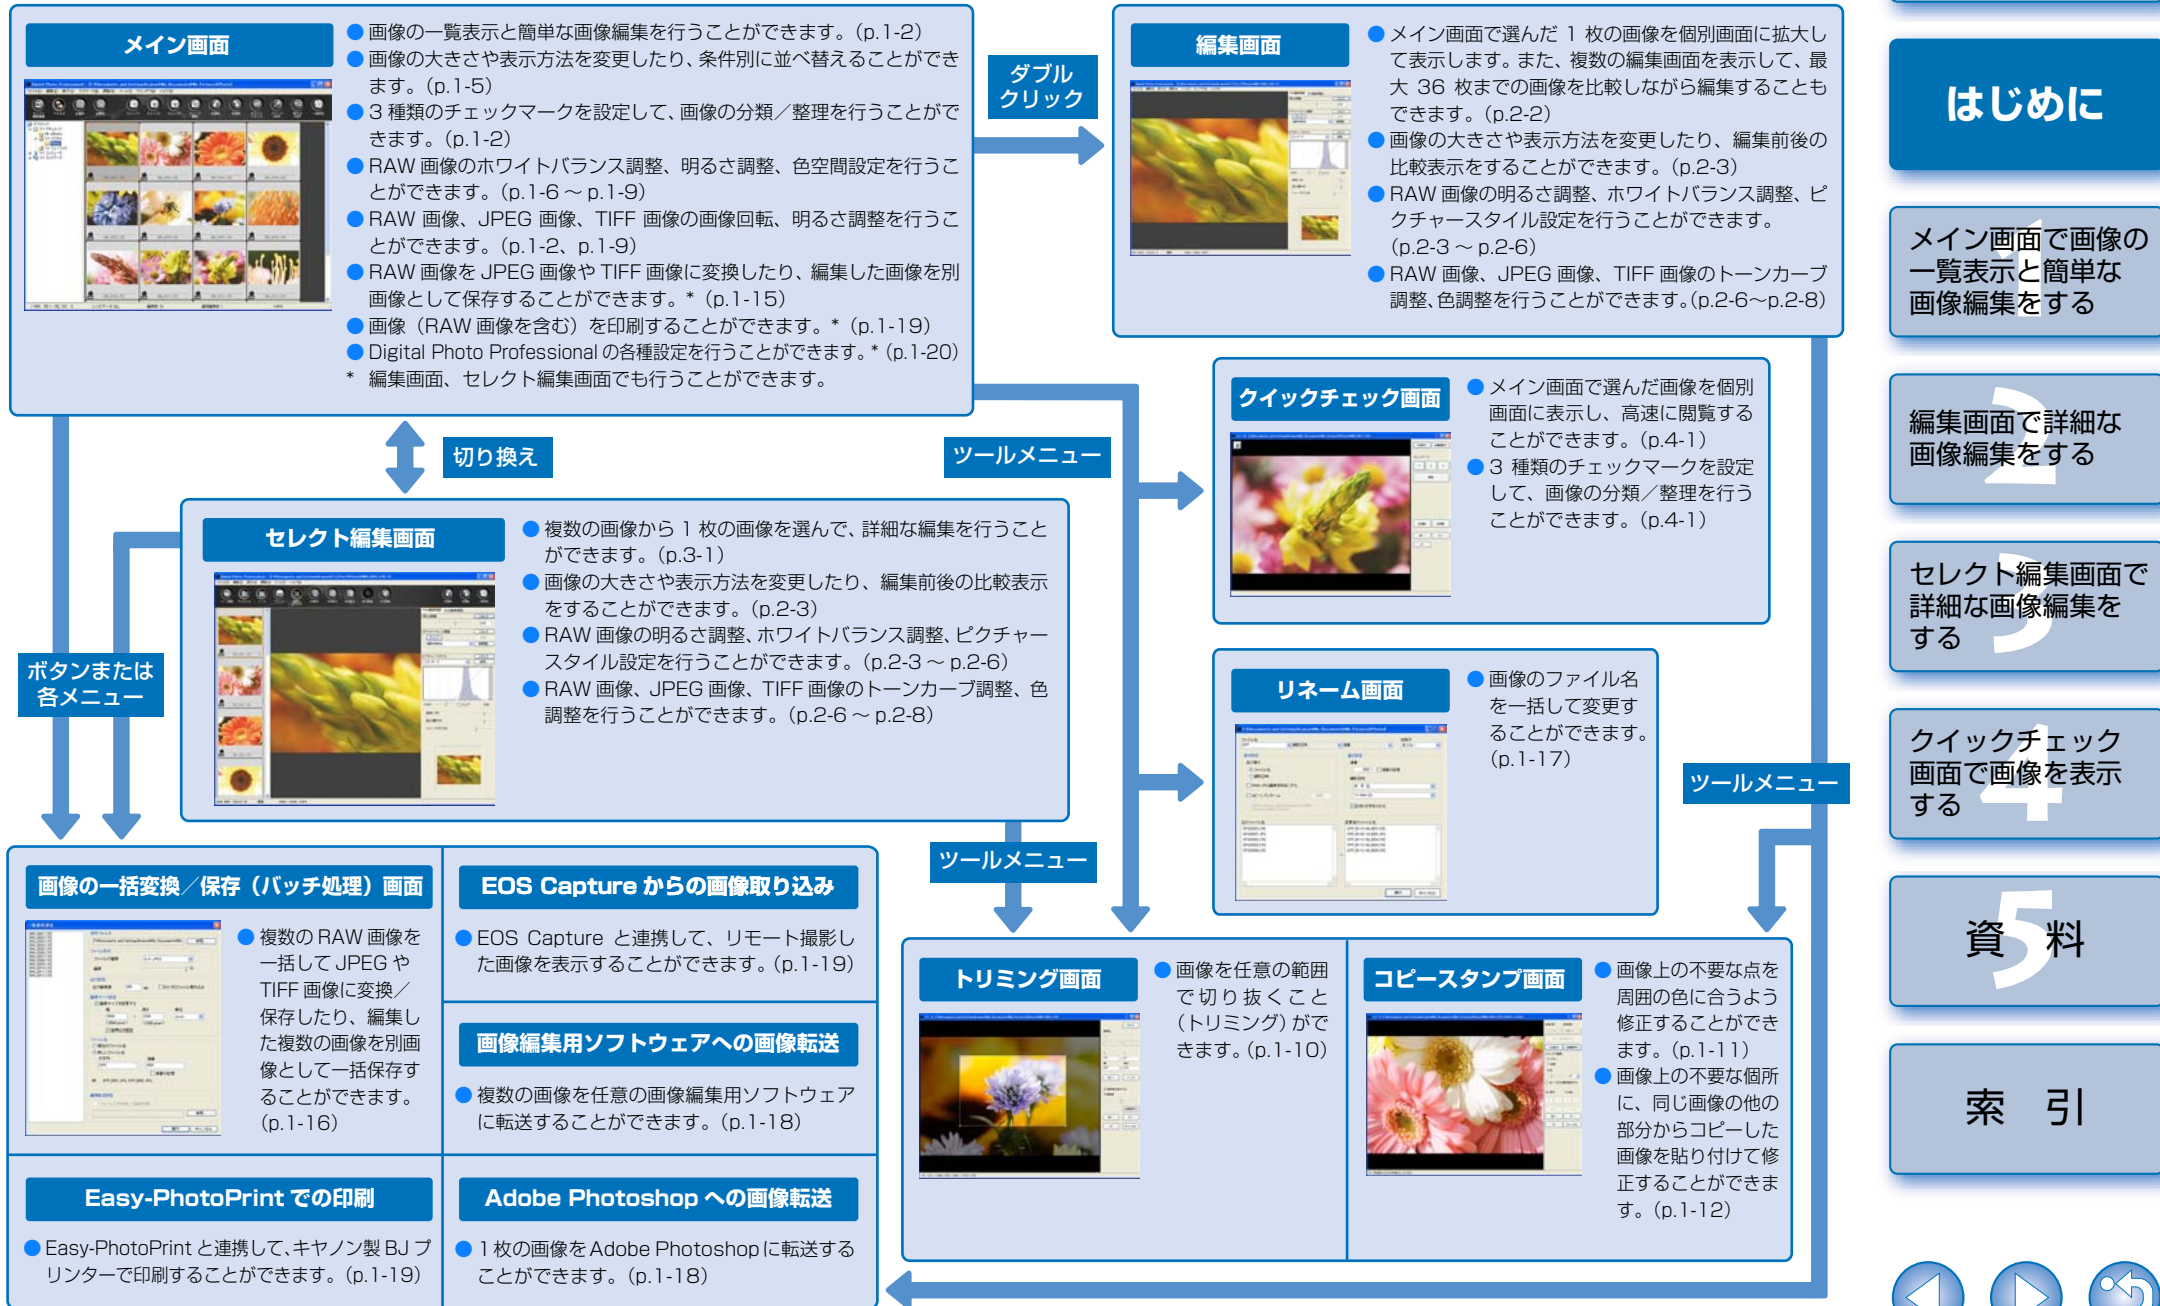 メイン画面
●画像の一覧表示と簡単な画像編集を行うことができます。(p.1-2)
●画像の大きさや表示方法を変更したり、条件別に並べ替えることができ
ます。(p.1-5)
●3 種類のチェックマークを設定して、画像の分類／整理を行うことがで
きます。(p.1-2)
●RAW 画像のホワイトバランス調整、明るさ調整、色空間設定を行うこ
とができます。(p.1-6 ～ p.1-9)
●RAW 画像、JPEG 画像、TIFF 画像の画像回転、明るさ調整を行うこ
とができます。(p.1-2、p.1-9)
●RAW 画像を JPEG 画像や TIFF 画像に変換したり、編集した画像を別
画像として保存することができます。*(p.1-15)
●画像（RAW 画像を含む）を印刷することができます。*(p.1-19)
●Digital Photo Professional の各種設定を行うことができます。*(p.1-20)
* 編集画面、セレクト編集画面でも行うことができます。
ダブル
クリック
編集画面
●メイン画面で選んだ 1 枚の画像を個別画面に拡大し
て表示します。また、複数の編集画面を表示して、最
大 36 枚までの画像を比較しながら編集することも
できます。(p.2-2)
●画像の大きさや表示方法を変更したり、編集前後の
比較表示をすることができます。(p.2-3)
●RAW 画像の明るさ調整、ホワイトバランス調整、ピ
クチャースタイル設定を行うことができます。
(p.2-3 ～ p.2-6)
●RAW 画像、JPEG 画像、TIFF 画像のトーンカーブ
調整、色調整を行うことができます。(p.2-6～p.2-8)
切り換え
ツールメニュー
クイックチェック画面
●メイン画面で選んだ画像を個別
画面に表示し、高速に閲覧する
ことができます。(p.4-1)
●3 種類のチェックマークを設定
して、画像の分類／整理を行う
ことができます。(p.4-1)
セレクト編集画面
●複数の画像から 1 枚の画像を選んで、詳細な編集を行うこと
ができます。(p.3-1)
●画像の大きさや表示方法を変更したり、編集前後の比較表示
をすることができます。(p.2-3)
●RAW 画像の明るさ調整、ホワイトバランス調整、ピクチャー
スタイル設定を行うことができます。(p.2-3 ～ p.2-6)
●RAW 画像、JPEG 画像、TIFF 画像のトーンカーブ調整、色
調整を行うことができます。(p.2-6 ～ p.2-8)
ボタンまたは
各メニュー
リネーム画面
●画像のファイル名
を一括して変更す
ることができます。
(p.1-17)
ツールメニュー
ツールメニュー
画像の一括変換／保存（バッチ処理）画面
●複数の RAW 画像を
一括して JPEG や
TIFF 画像に変換／
保存したり、編集し
た複数の画像を別画
像として一括保存す
ることができます。
(p.1-16)
EOS Capture からの画像取り込み
●EOS Capture と連携して、リモート撮影し
た画像を表示することができます。(p.1-19)
画像編集用ソフトウェアへの画像転送
●複数の画像を任意の画像編集用ソフトウェア
に転送することができます。(p.1-18)
Easy-PhotoPrint での印刷
●Easy-PhotoPrint と連携して、キヤノン製 BJ プ
リンターで印刷することができます。(p.1-19)
Adobe Photoshop への画像転送
●1枚の画像を Adobe Photoshop に転送する
ことができます。(p.1-18)
トリミング画面
●画像を任意の範囲
で切り抜くこと
(トリミング)がで
きます。(p.1-10)
コピースタンプ画面
●画像上の不要な点を
周囲の色に合うよう
修正することができ
ます。(p.1-11)
●画像上の不要な個所
に、同じ画像の他の
部分からコピーした
画像を貼り付けて修
正することができま
す。(p.1-12)
はじめに
1
メイン画面で画像の
一覧表示と簡単な
画像編集をする
2
編集画面で詳細な
画像編集をする
3
セレクト編集画面で
詳細な画像編集を
する
4
クイックチェック
画面で画像を表示
する
5
資 料
索 引